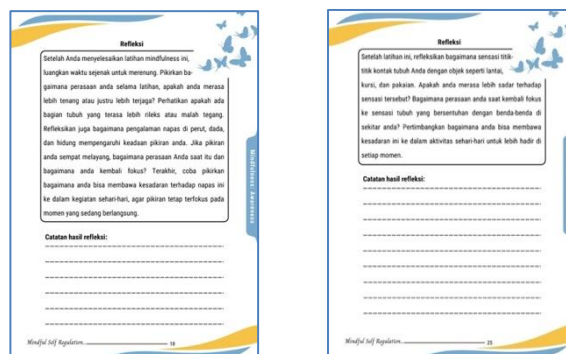 Refleksi
Setelah Anda menyelesaikan latihan mindfulness ini,
luangkan waktu sejenak untuk merenung. Pikirkan ba-
gaimana perasaan anda selama latihan, apakah anda merasa
lebih tenang atau justru lebih terjaga? Perhatikan apakah ada
bagian tubuh yang terasa lebih rileks atau malah tegang.
Refleksikan juga bagaimana pengalaman napas di perut, dada,
dan hidung mempengaruhi keadaan pikiran anda. Jika pikiran
anda sempat melayang, bagaimana perasaan Anda saat itu dan
bagaimana anda kembali fokus? Terakhir, coba pikirkan
bagaimana anda bisa membawa kesadaran terhadap napas ini
ke dalam kegiatan sehari-hari, agar pikiran tetap terfokus pada
momen yang sedang berlangsung.
Catatan hasil refleksi:
Mindfulness: Awareness
Mindful Self Regulation
18
Refleksi
Setelah latihan ini, refleksikan bagaimana sensasi titik-
titik kontak tubuh Anda dengan objek seperti lantai,
kursi, dan pakaian. Apakah anda merasa lebih sadar terhadap
sensasi tersebut? Bagaimana perasaan anda saat kembali fokus
ke sensasi tubuh yang bersentuhan dengan benda-benda di
sekitar anda? Pertimbangkan bagaimana anda bisa membawa
kesadaran ini ke dalam aktivitas sehari-hari untuk lebih hadir di
setiap momen.
Catatan hasil refleksi:
Mindful Self Regulation